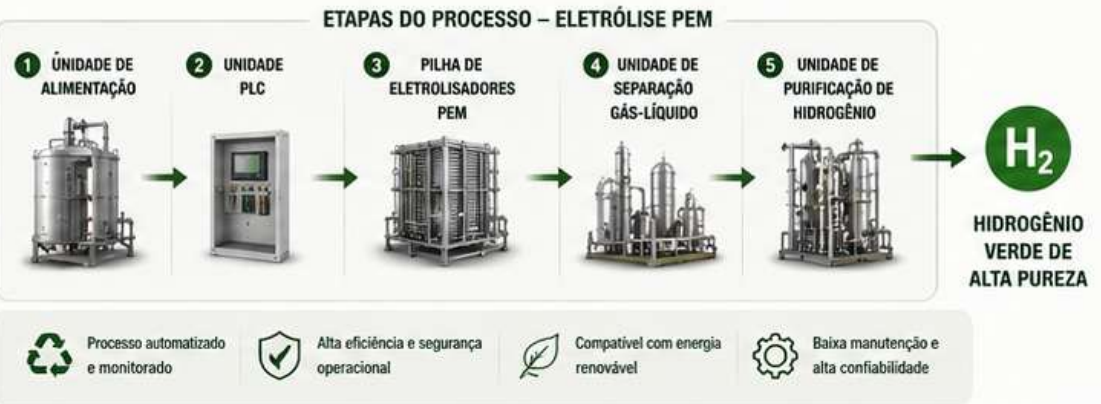 ETAPAS DO PROCESSO – ELETRÓLISE PEM
1 UNIDADE DE
ALIMENTAÇÃO
2 UNIDADE
PLC
3 PILHA DE
ELETROLISADORES
PEM
4 UNIDADE DE
SEPARAÇÃO
GÁS-LÍQUIDO
5 UNIDADE DE
PURIFICAÇÃO DE
HIDROGÊNIO
H₂
HIDROGÊNIO
VERDE DE
ALTA PUREZA
Processo automatizado
e monitorado
Alta eficiência e segurança
operacional
Compatível com energia
renovável
Baixa manutenção e
alta confiabilidade